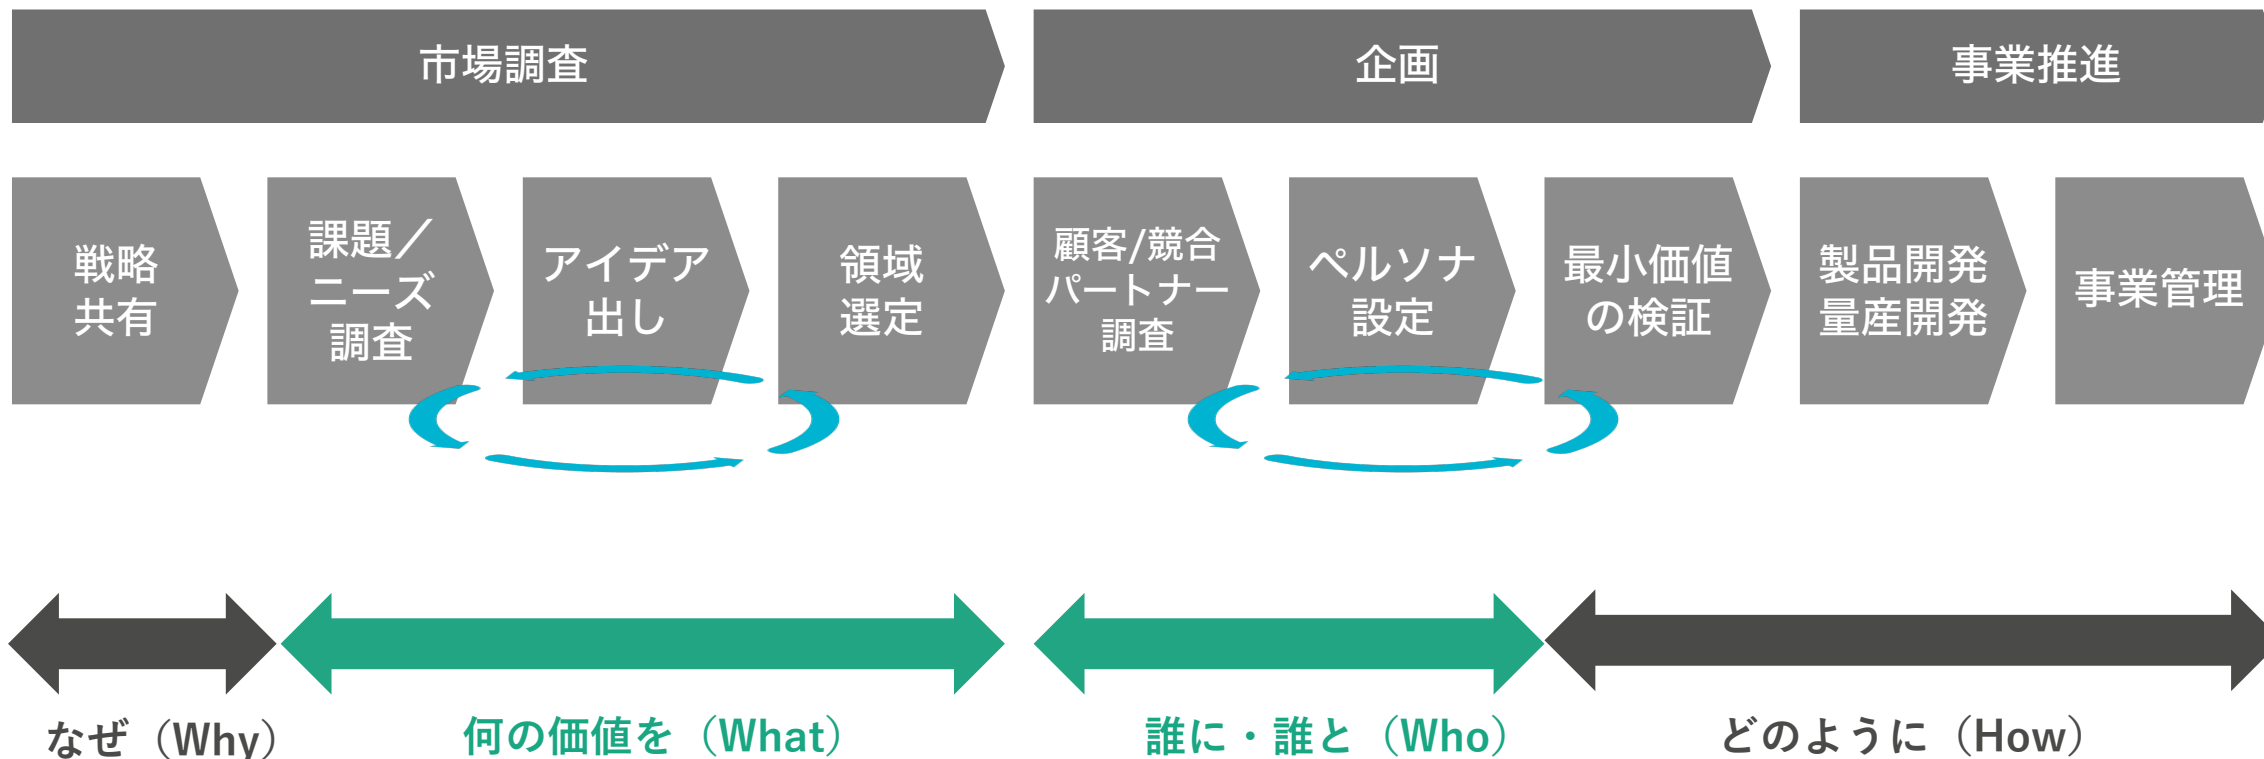 市場調査
企画
事業推進
戦略
共有
課題／
ニーズ
調査
アイデア
出し
領域
選定
顧客/競合
パートナー
調査
ペルソナ
設定
最小価値
の検証
製品開発
量産開発
事業管理
なぜ（Why）
何の価値を（What）
誰に・誰と（Who）
どのように（How）